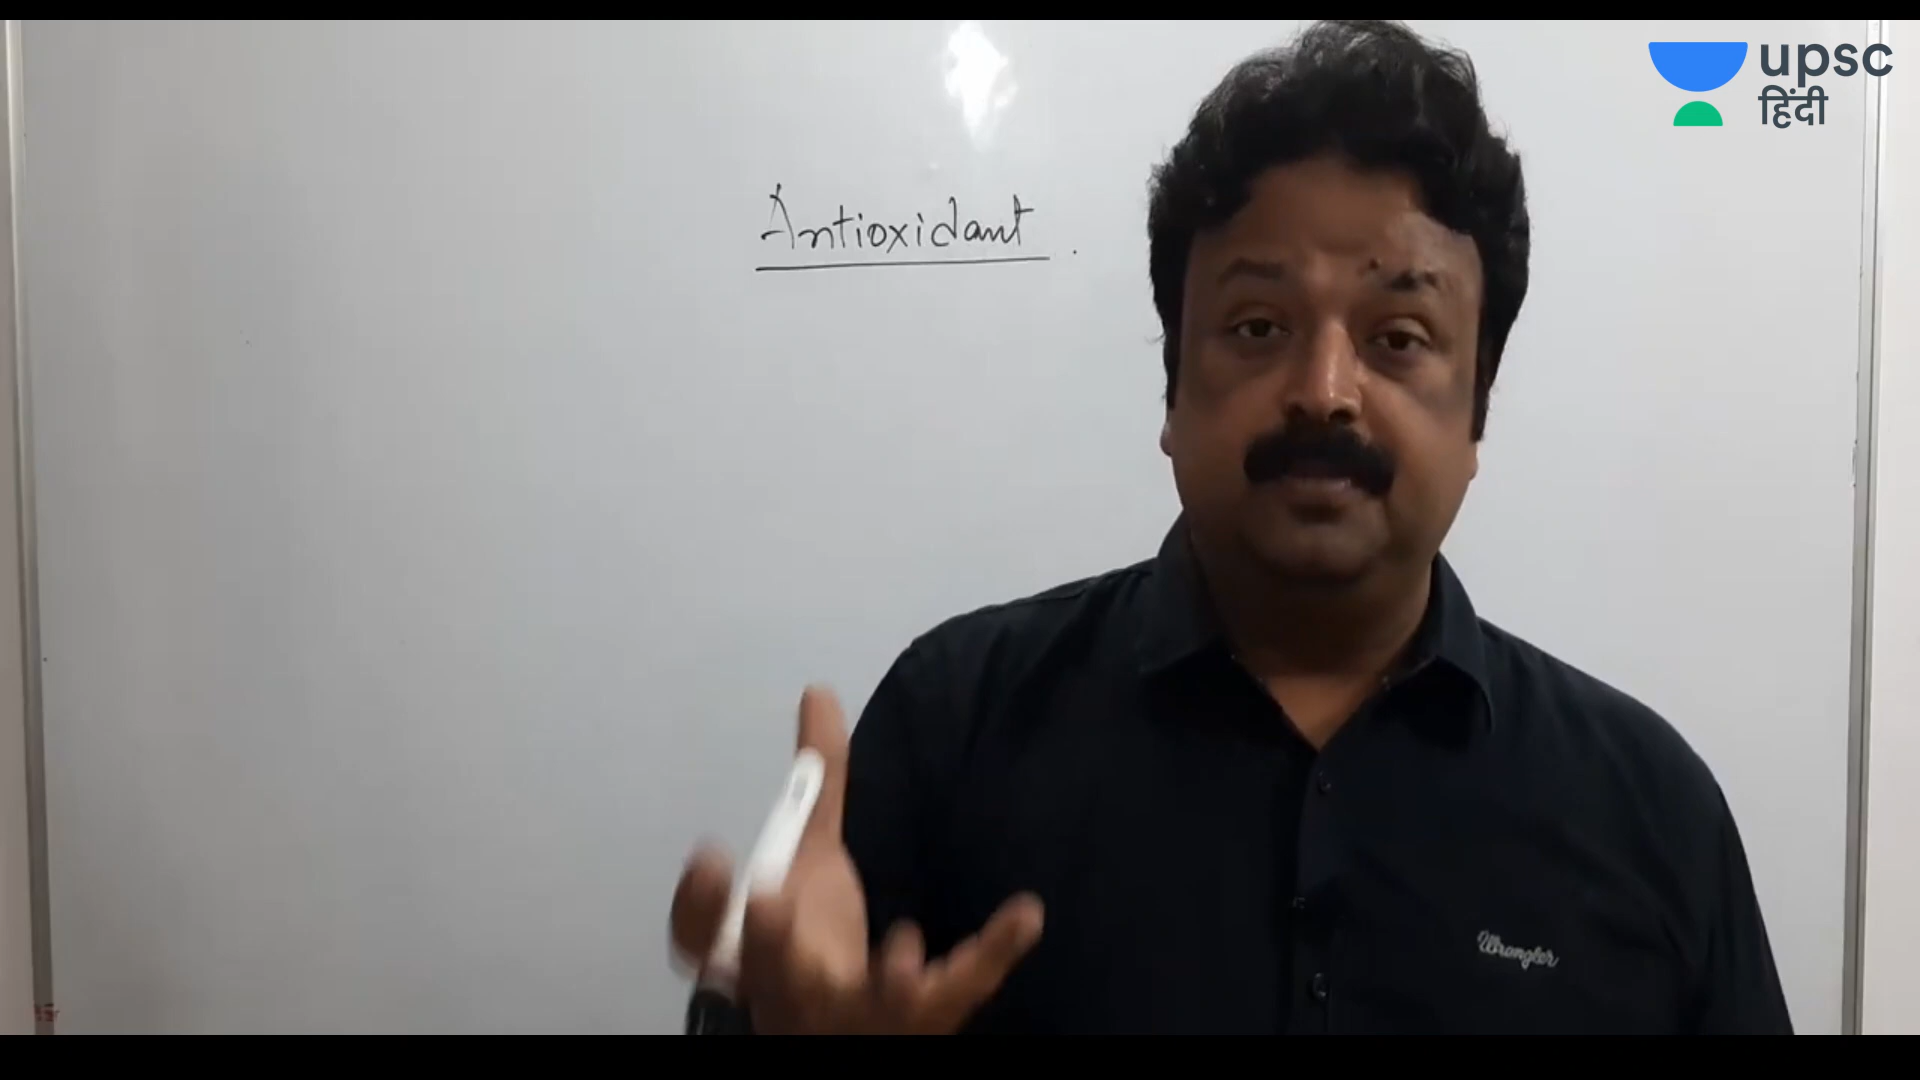 upsc
हिंदी
Antioxidant
Wrangler